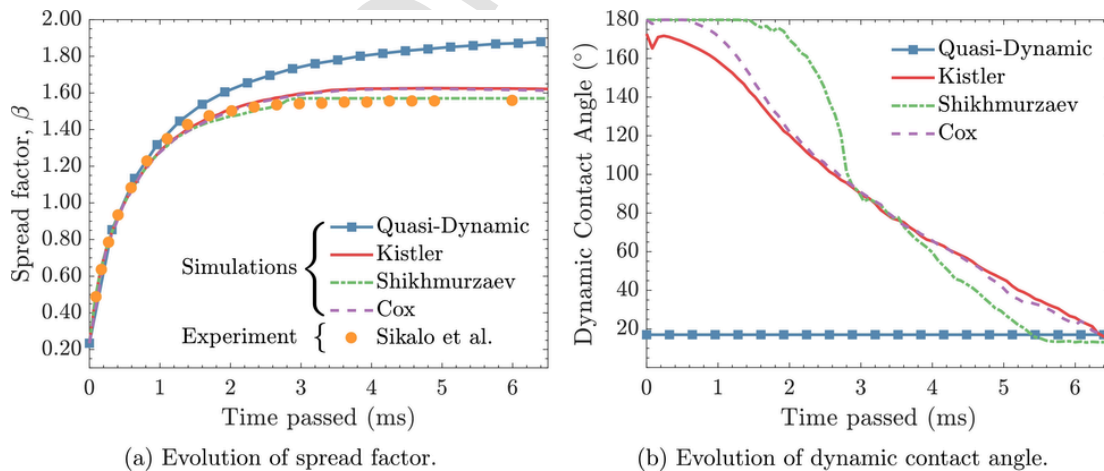 2.00
1.80
1.60
1.40
1.20
1.00
0.80
0.60
0.40
0.20
Spread factor, β
Simulations
Quasi-Dynamic
Kistler
Shikhmurzaev
Cox
Experiment
Sikalo et al.
0 1 2 3 4 5 6
Time passed (ms)
(a) Evolution of spread factor.
180
160
140
120
100
80
60
40
20
Dynamic Contact Angle (°)
Quasi-Dynamic
Kistler
Shikhmurzaev
Cox
0 1 2 3 4 5 6
Time passed (ms)
(b) Evolution of dynamic contact angle.